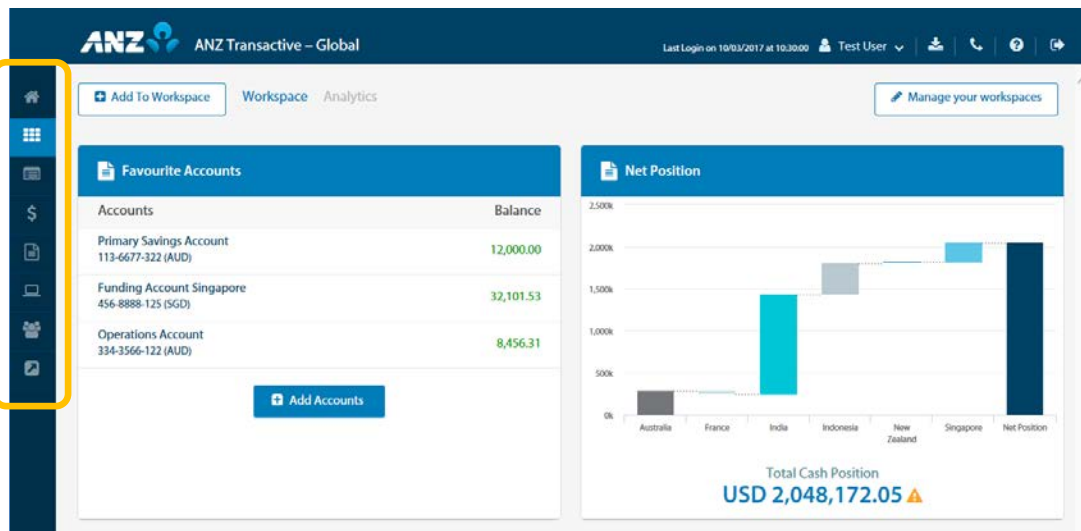 ANZ
ANZ Transactive – Global
Last Login on 10/03/2017 at 10:30:00
Test User
Add To Workspace
Workspace
Analytics
Manage your workspaces
Favourite Accounts
Accounts
Balance
Primary Savings Account
12,000.00
113-6677-322 (AUD)
Funding Account Singapore
32,101.53
456-8888-125 (SGD)
Operations Account
8,456.31
334-3566-122 (AUD)
Add Accounts
Net Position
2,500k
2,000k
1,500k
1,000k
500k
0k
Australia
France
India
Indonesia
New
Zealand
Singapore
Net Position
Total Cash Position
USD 2,048,172.05